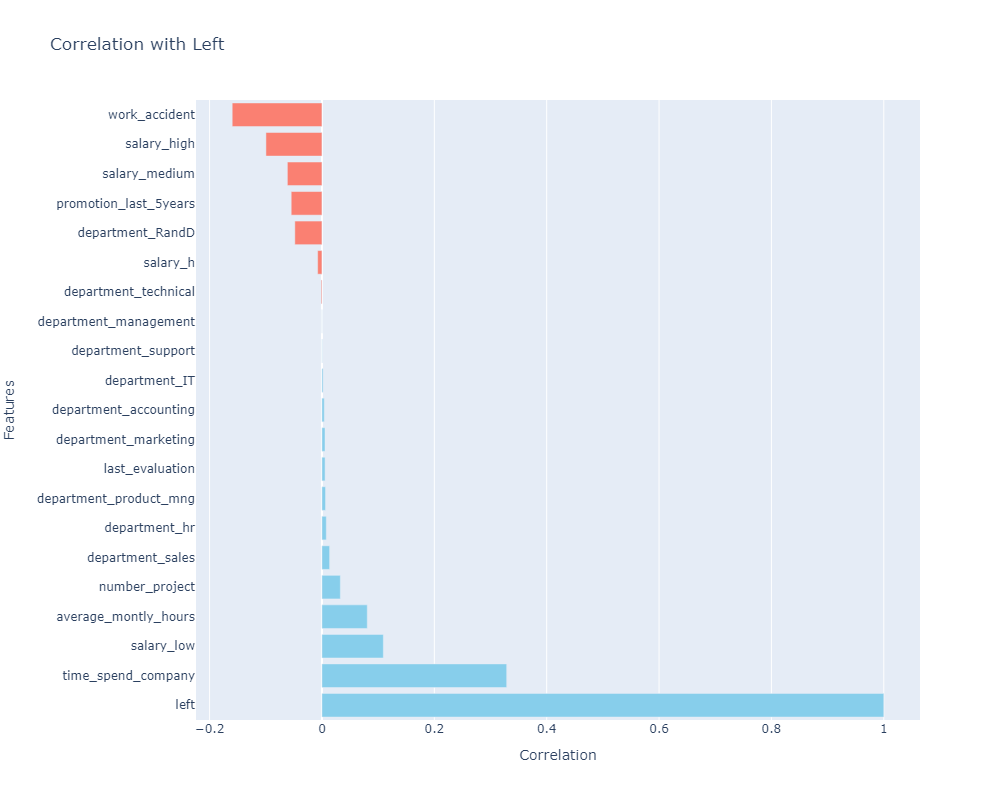 Correlation with Left
work_accident
salary_high
salary_medium
promotion_last_5years
department_RandD
salary_h
department_technical
department_management
department_support
department_IT
department_accounting
department_marketing
last_evaluation
department_product_mng
department_hr
department_sales
number_project
average_montly_hours
salary_low
time_spend_company
left
Features
−0.2 0 0.2 0.4 0.6 0.8 1
Correlation